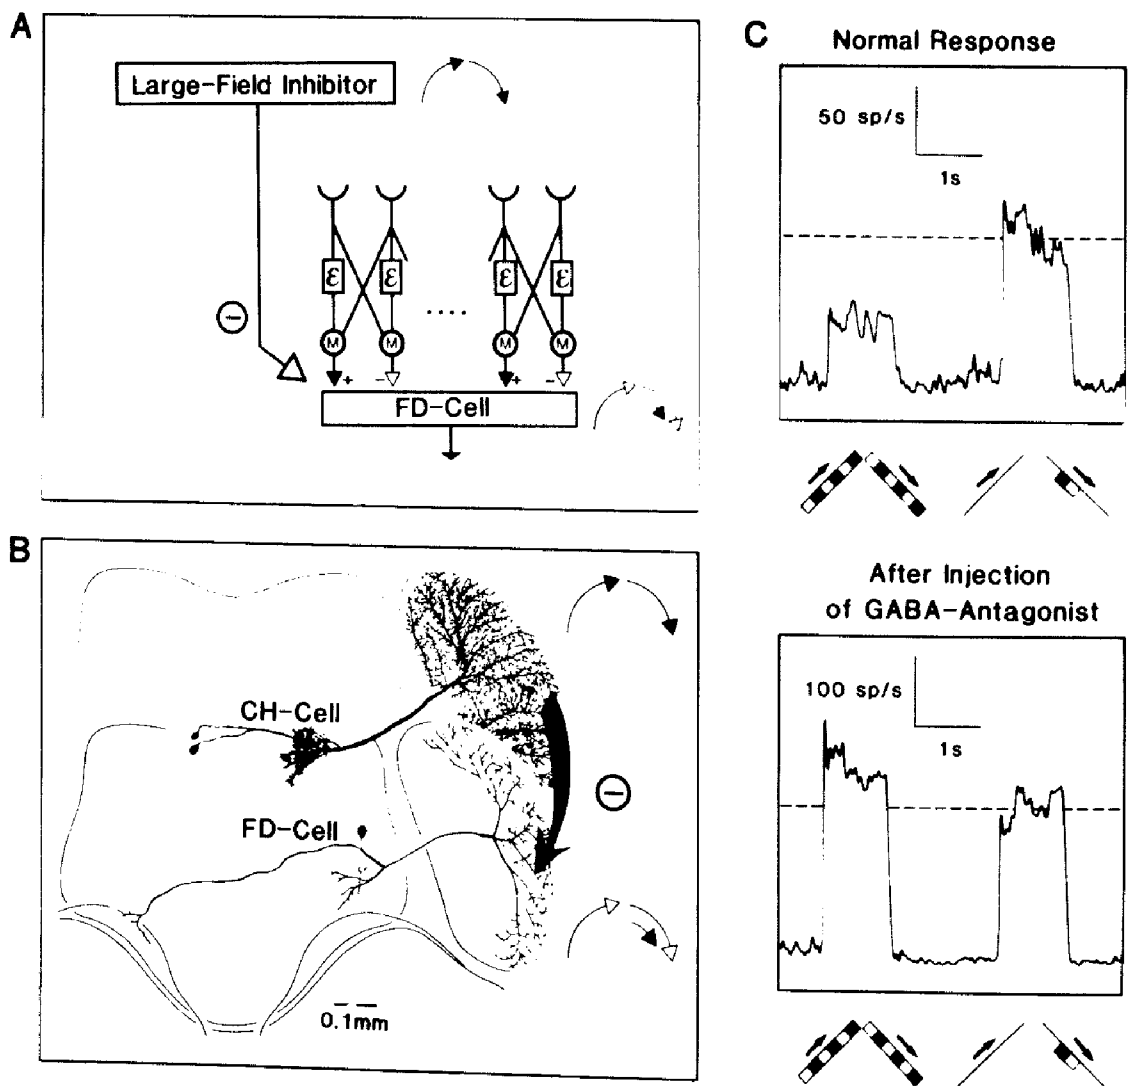 A
Large-Field Inhibitor
ε ε ε ε
....
M M M M
+ - + -
FD-Cell
B
CH-Cell
FD-Cell
0.1mm
C
Normal Response
50 sp/s
1s
After Injection
of GABA-Antagonist
100 sp/s
1s